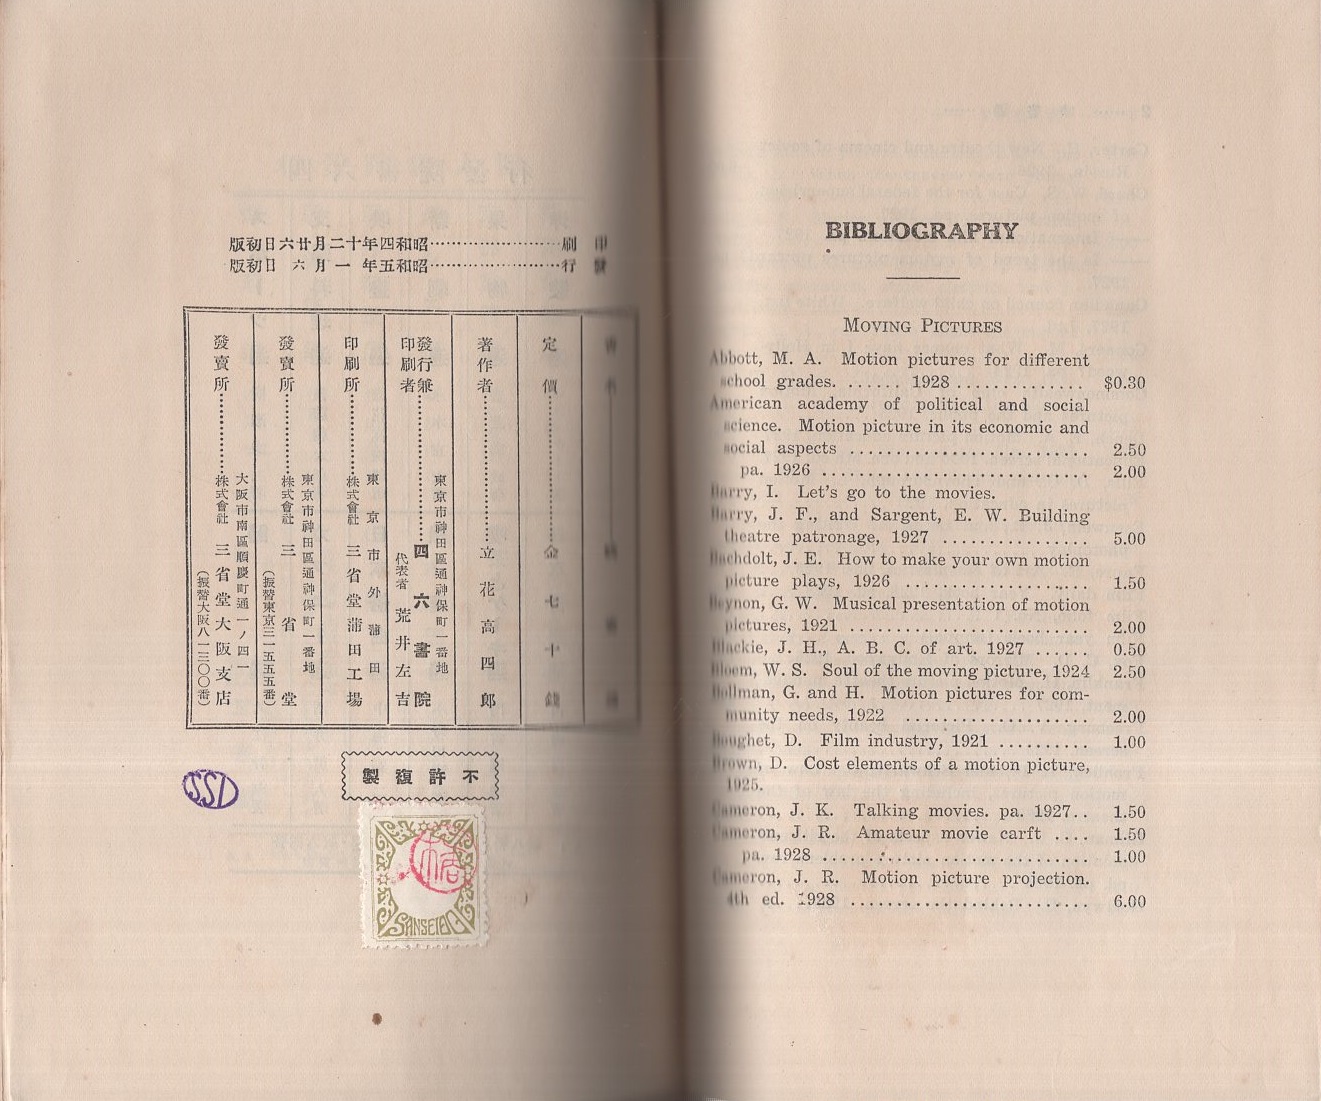 印刷……………………昭和四年十二月廿六日初版
發行……………………昭和五年一月六日初版
定價……………………金七十錢
著作者……………………立花高四郎
東京市神田區通神保町一番地
發行兼印刷者……………………四六書院
代表者 荒井左吉
東京市外蒲田
印刷所…………株式會社 三省堂蒲田工場
東京市神田區通神保町一番地
發賣所…………株式會社 三省堂
(振替東京三一五五五番)
大阪市南區順慶町通一ノ四一
發賣所…………株式會社 三省堂大阪支店
(振替大阪八一三〇〇番)
不許復製
SSD
SANSEIDO
BIBLIOGRAPHY
MOVING PICTURES
Abbott, M. A. Motion pictures for different
school grades. ...... 1928 .............. $0.30
American academy of political and social
science. Motion picture in its economic and
social aspects ........................ 2.50
pa. 1926 ........................... 2.00
Barry, I. Let's go to the movies.
Barry, J. F., and Sargent, E. W. Building
theatre patronage, 1927 ............... 5.00
J. E. How to make your own motion
picture plays, 1926 ................... 1.50
Beynon, G. W. Musical presentation of motion
pictures, 1921 ........................ 2.00
Blackie, J. H., A. B. C. of art. 1927 ...... 0.50
Bloem, W. S. Soul of the moving picture, 1924 2.50
Bollman, G. and H. Motion pictures for com-
munity needs, 1922 ................... 2.00
Boughet, D. Film industry, 1921 .......... 1.00
Brown, D. Cost elements of a motion picture,
1925.
Cameron, J. K. Talking movies. pa. 1927.. 1.50
Cameron, J. R. Amateur movie carft .... 1.50
pa. 1928 ........................... 1.00
Cameron, J. R. Motion picture projection.
4th ed. 1928 ........................ 6.00